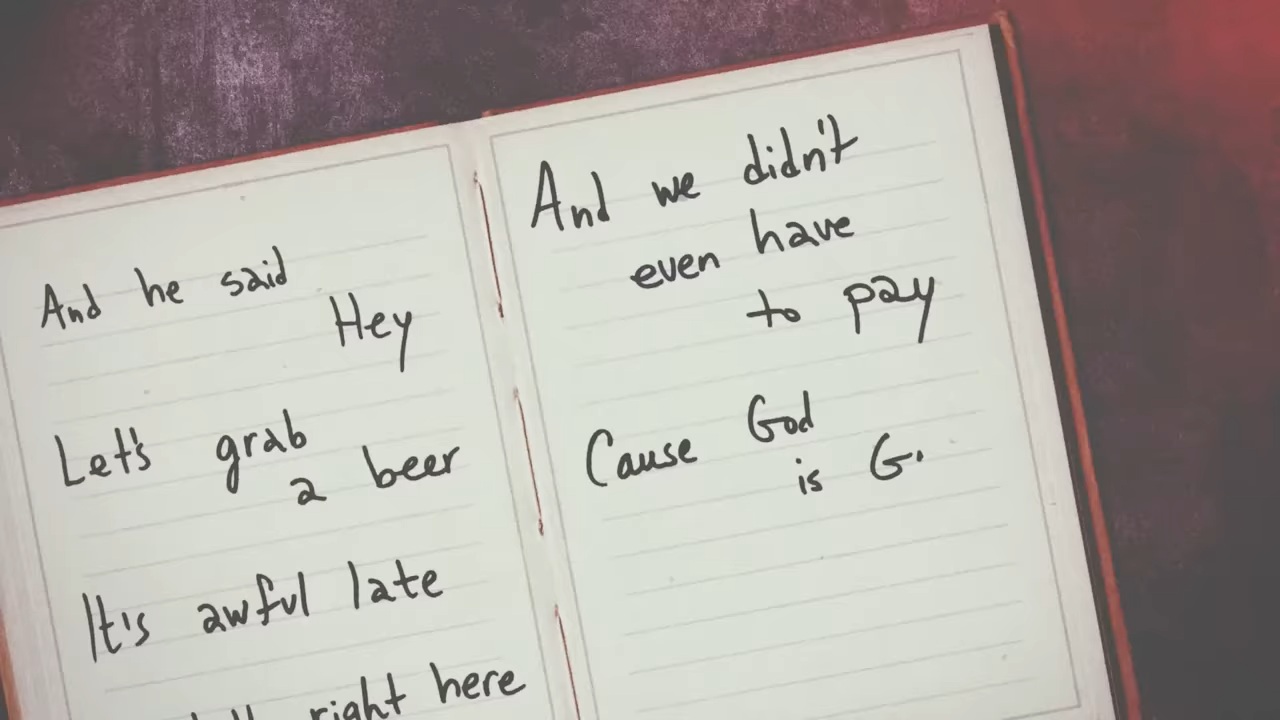 And he said
Hey
Let's grab
a beer
It's awful late
right here
And we didn't
even have
to pay
Cause God
is G.